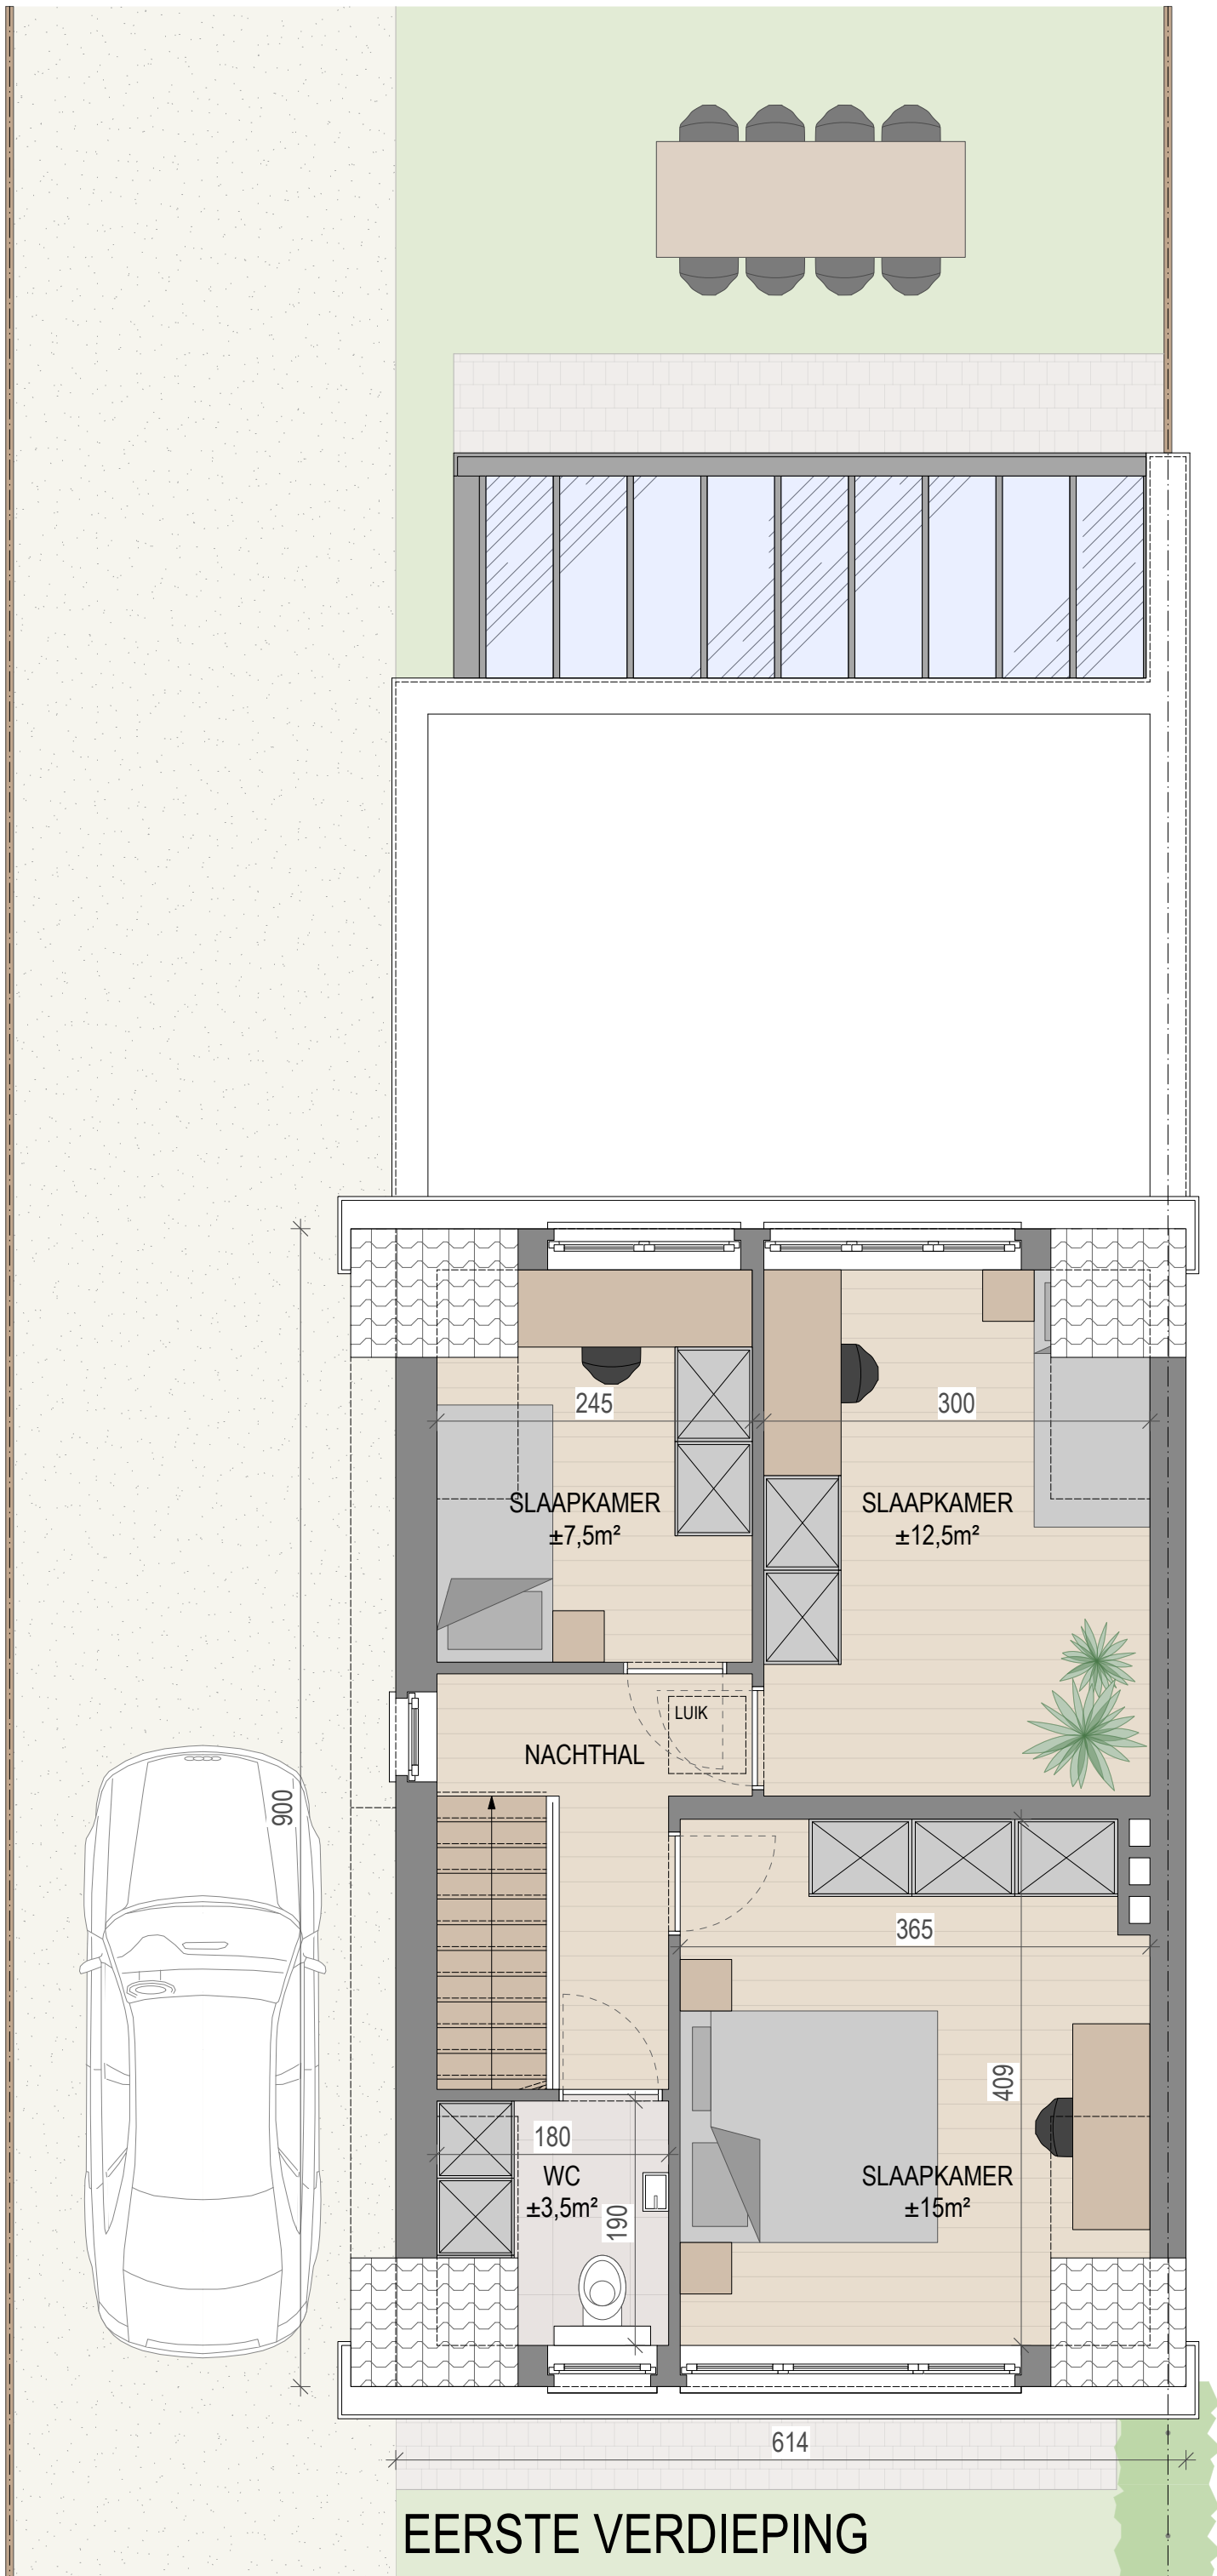 245
300
SLAAPKAMER
±7,5m²
SLAAPKAMER
±12,5m²
LUIK
NACHTHAL
900
365
409
180
WC
±3,5m²
190
SLAAPKAMER
±15m²
614
EERSTE VERDIEPING